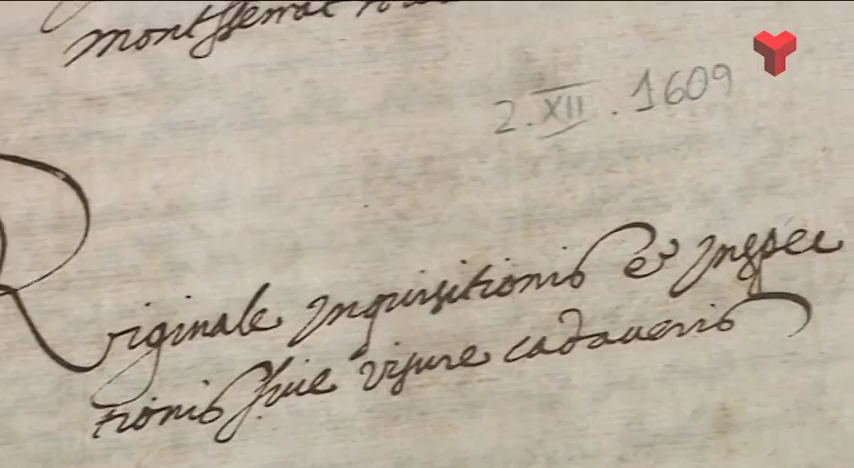 montsserrat
2.XII.1609
Originale Inquisitionis et Inspec
tionis sive visure cadaveris